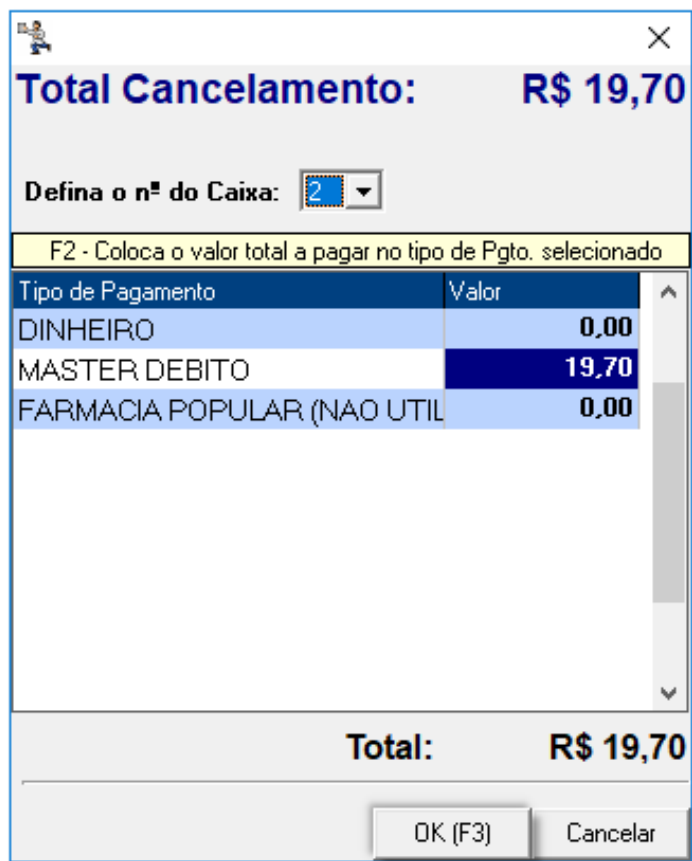 Total Cancelamento: R$ 19,70
Defina o nº do Caixa: 2
F2 - Coloca o valor total a pagar no tipo de Pgto. selecionado
Tipo de Pagamento Valor
DINHEIRO 0,00
MASTER DEBITO 19,70
FARMACIA POPULAR (NAO UTIL 0,00
Total: R$ 19,70
OK (F3) Cancelar